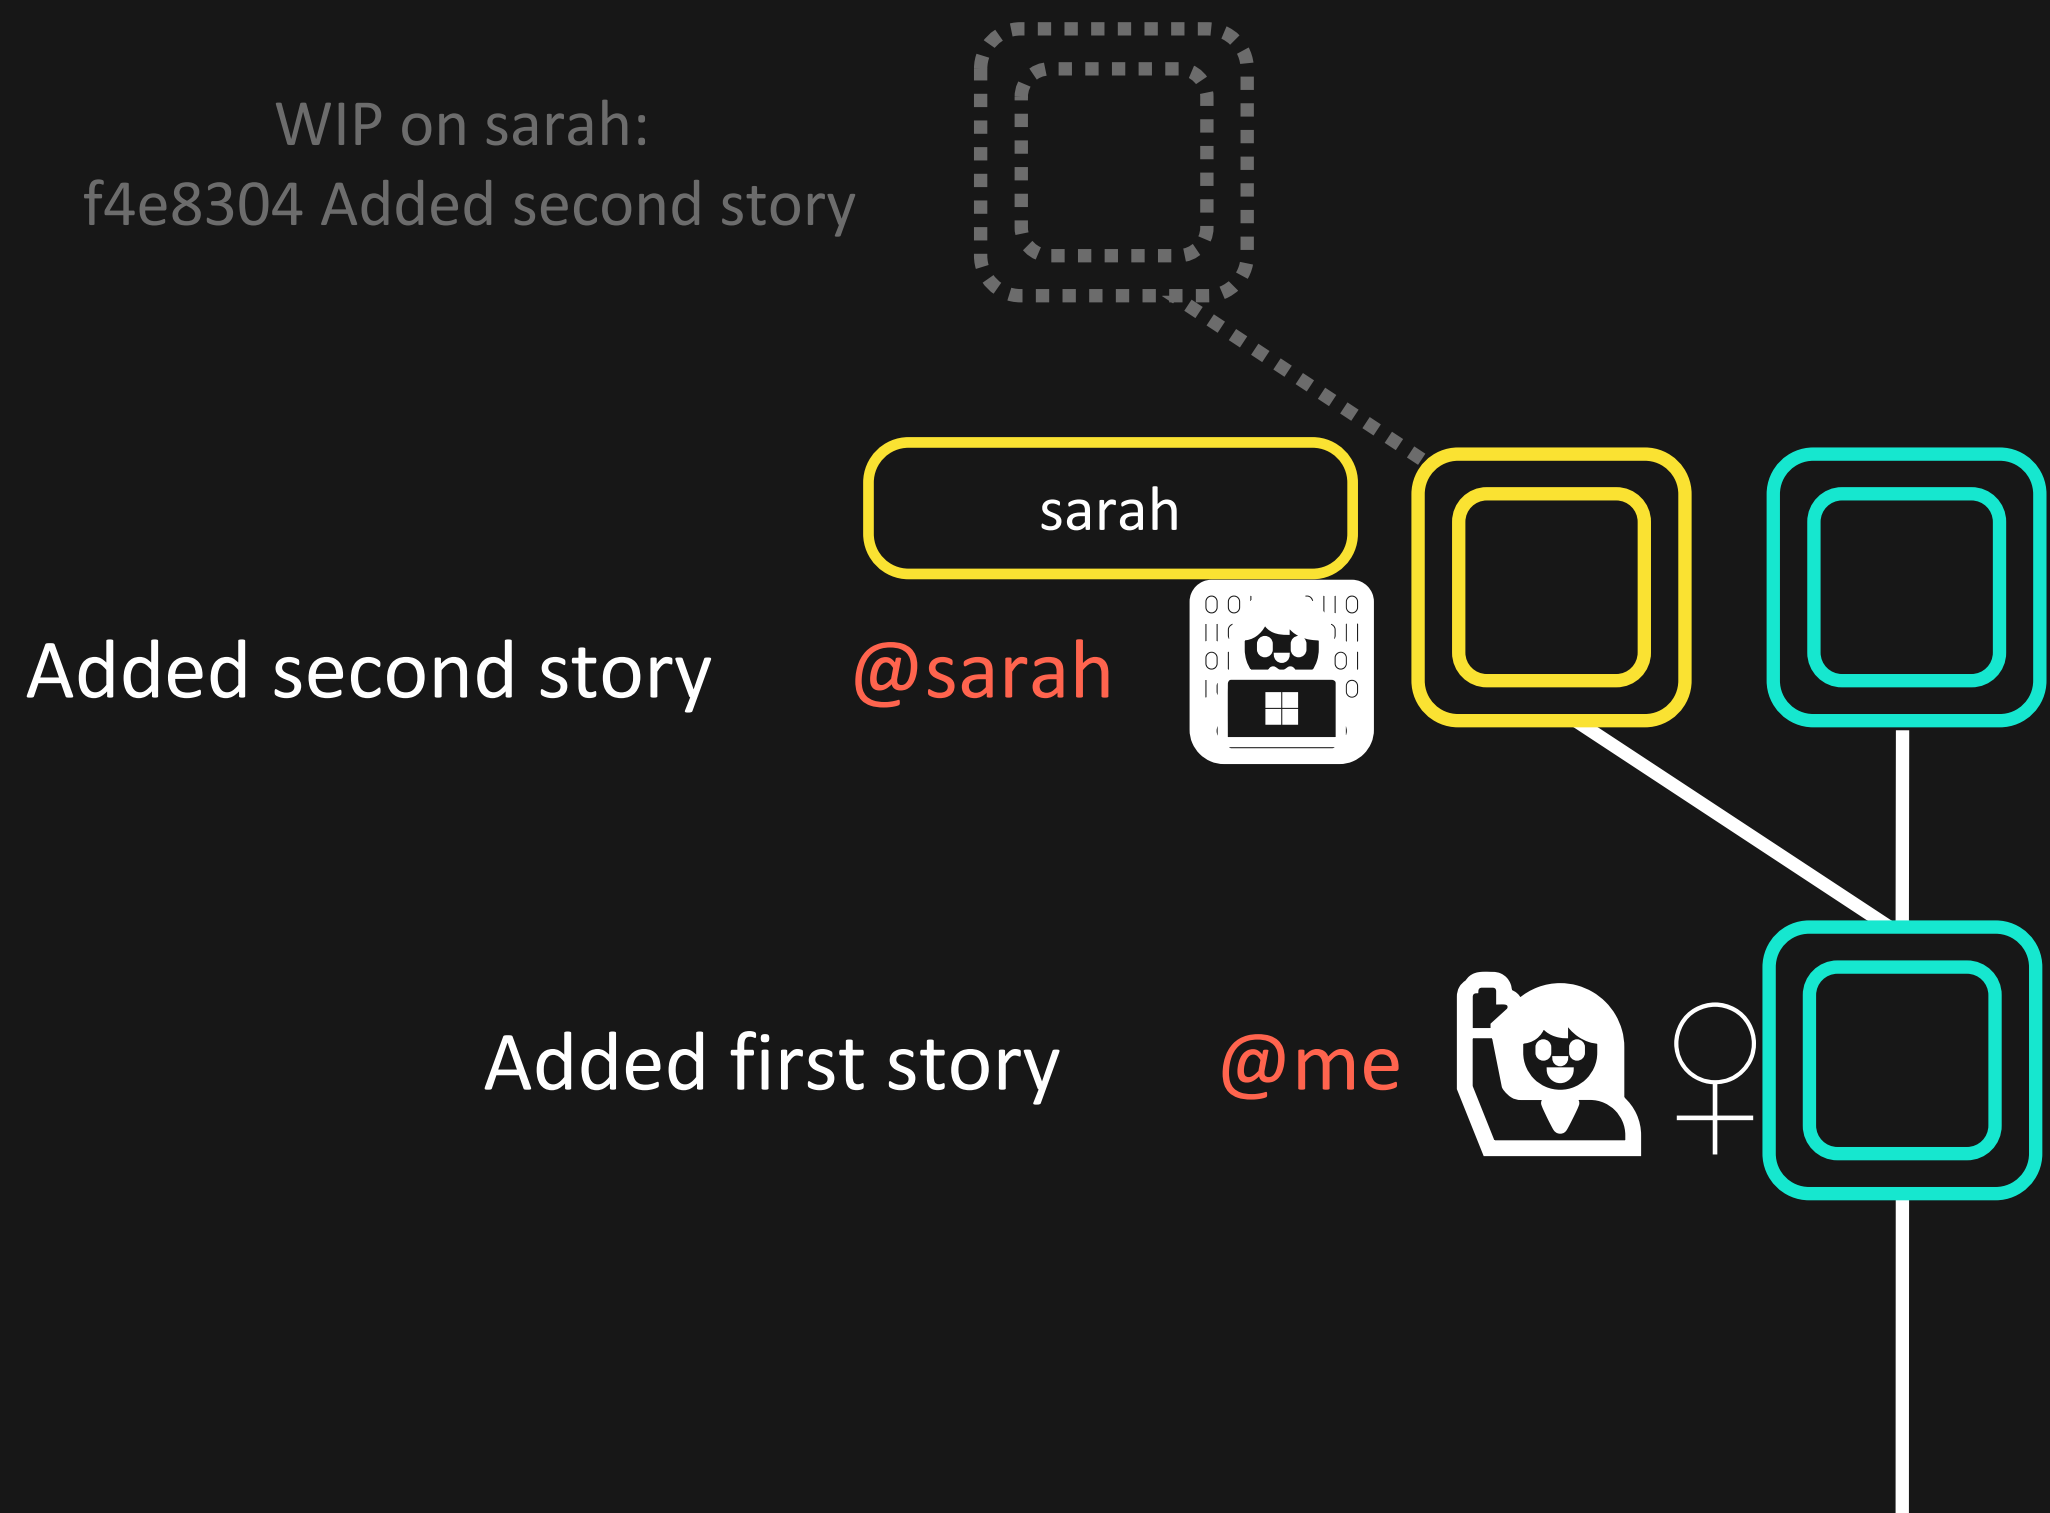 WIP on sarah:
f4e8304 Added second story
sarah
Added second story @sarah
Added first story @me